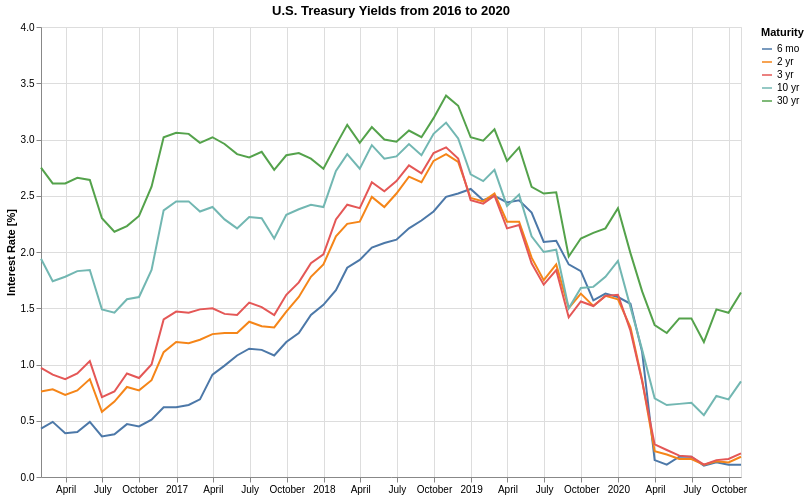 U.S. Treasury Yields from 2016 to 2020
Maturity
6 mo
2 yr
3 yr
10 yr
30 yr
Interest Rate [%]
4.0
3.5
3.0
2.5
2.0
1.5
1.0
0.5
0.0
April July October 2017 April July October 2018 April July October 2019 April July October 2020 April July October